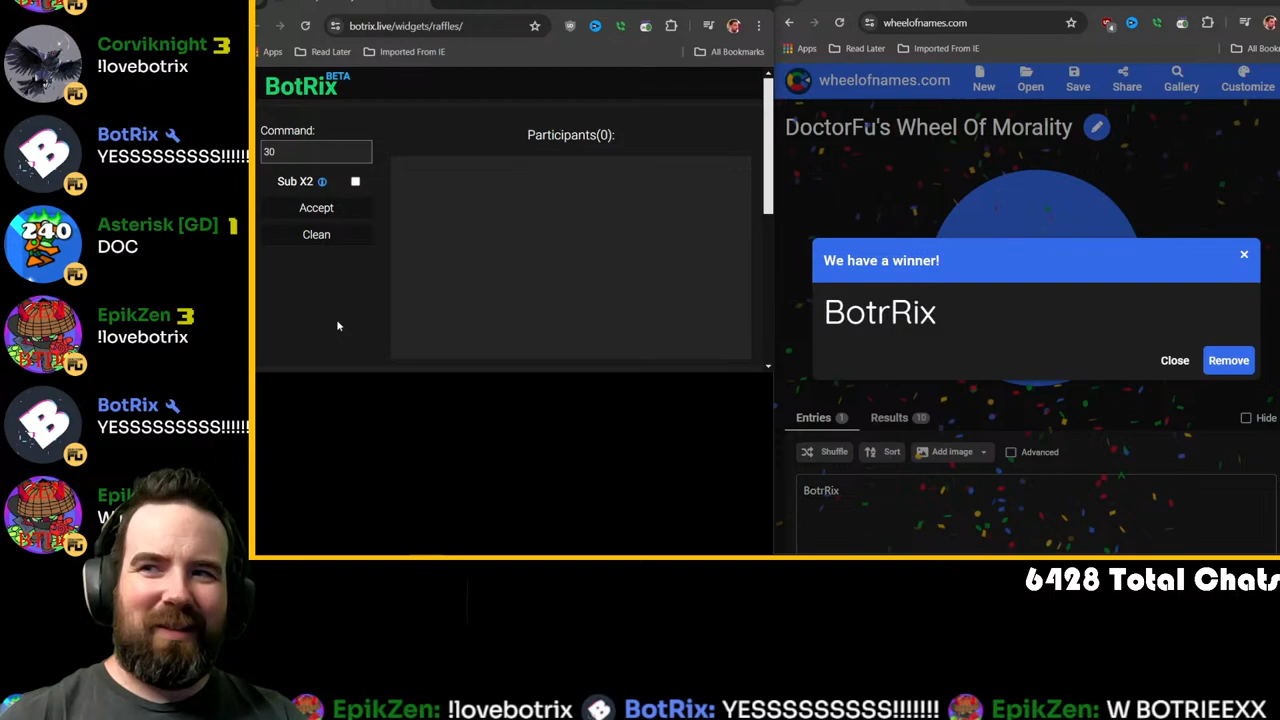 Corviknight 3
!lovebotrix
BotRix
YESSSSSSSSS!!!!!!
240
Asterisk [GD] 1
DOC
EpikZen 3
!lovebotrix
BotRix
YESSSSSSSSS!!!!!!
botrix.live/widgets/raffles/
Apps
Read Later
Imported From IE
All Bookmarks
BotRix BETA
Command:
30
Sub X2
Accept
Clean
Participants(0):
wheelofnames.com
Apps
Read Later
Imported From IE
wheelofnames.com
New
Open
Save
Share
Gallery
Customize
DoctorFu's Wheel Of Morality
We have a winner!
BotrRix
Close
Remove
Entries 1
Results 10
Hide
Shuffle
Sort
Add image
Advanced
BotrRix
6428 Total Chats
EpikZen: !lovebotrix
BotRix: YESSSSSSSSS!!!!!!!
EpikZen: W BOTRIEEXX